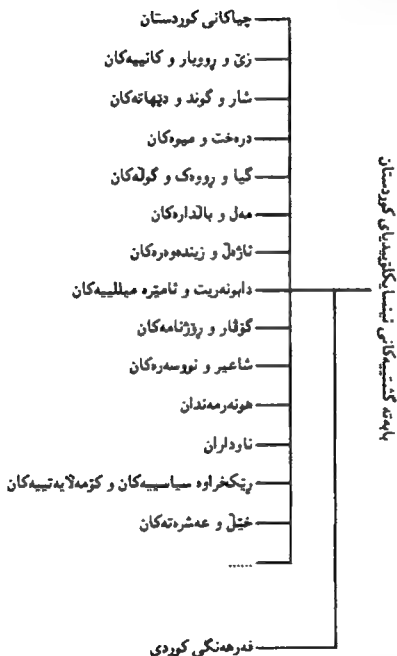 بابەتە گشتییەکانی ئینسایکلۆپیدیای کوردستان
چیاکانی کوردستان
زێ و ڕووبار و کانییەکان
شار و گوند و دێهاتەکان
درەخت و میوەکان
گیا و ڕووەک و گوڵەکان
مەل و باڵدارەکان
ئاژەڵ و زیندەوەرەکان
دابونەریت و ئامێرە میللییەکان
گۆڤار و ڕۆژنامەکان
شاعیر و نووسەرەکان
هونەرمەندان
ناوداران
ڕێکخراوە سیاسییەکان و کۆمەڵایەتییەکان
خێڵ و عەشرەتەکان
......
فەرهەنگی کوردی